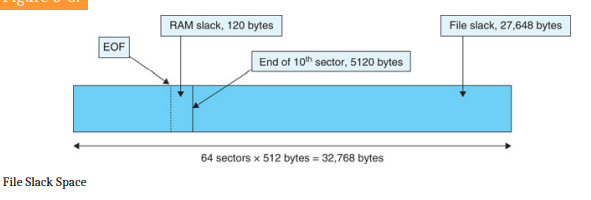 RAM slack, 120 bytes
File slack, 27,648 bytes
EOF
End of 10th sector, 5120 bytes
64 sectors × 512 bytes = 32,768 bytes
File Slack Space